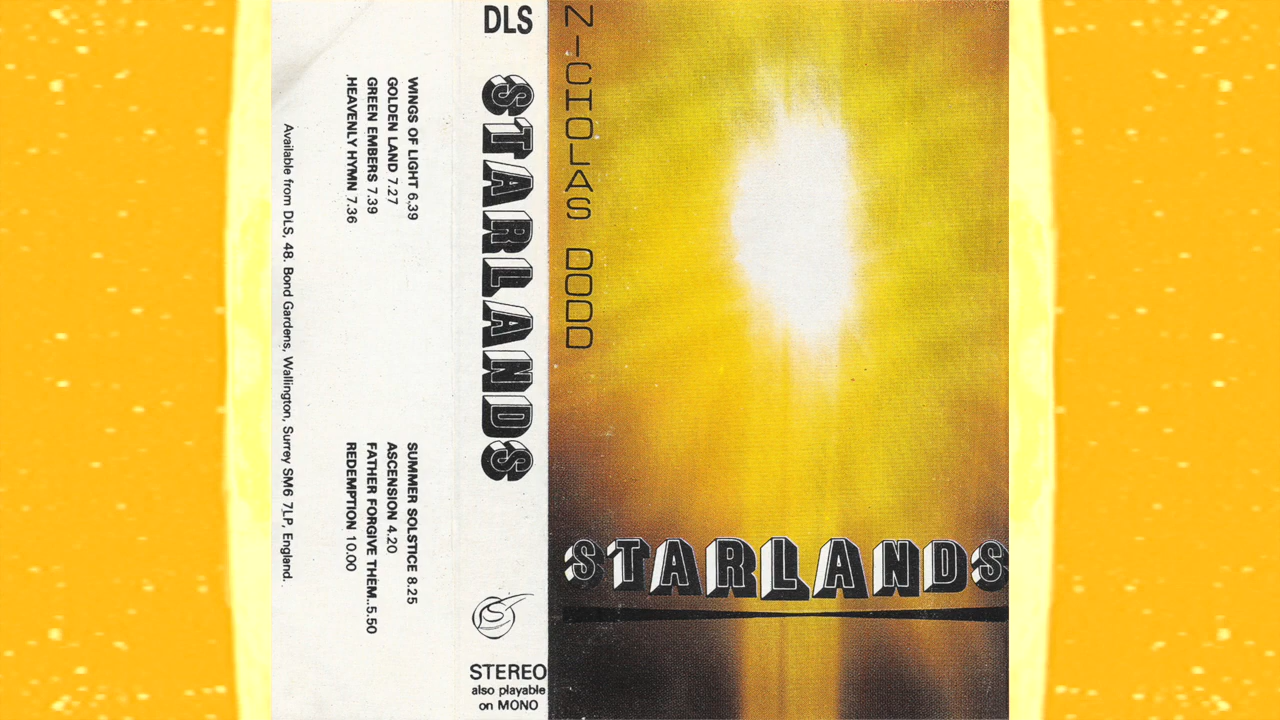 WINGS OF LIGHT 6.39
GOLDEN LAND 7.27
GREEN EMBERS 7.39
HEAVENLY HYMN 7.36
SUMMER SOLSTICE 8.25
ASCENSION 4.20
FATHER FORGIVE THEM..5.50
REDEMPTION 10.00
Available from DLS, 48. Bond Gardens, Wallington, Surrey SM6 7LP, England.
DLS
STARLANDS
STEREO
also playable
on MONO
NICHOLAS DODD
STARLANDS